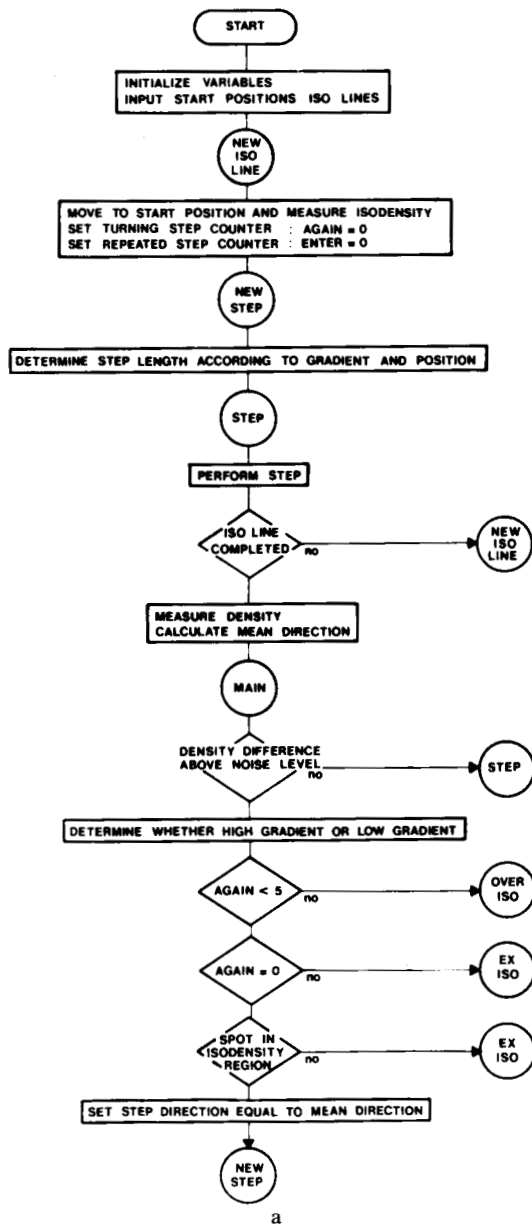 START
INITIALIZE VARIABLES
INPUT START POSITIONS ISO LINES
NEW
ISO
LINE
MOVE TO START POSITION AND MEASURE ISODENSITY
SET TURNING STEP COUNTER : AGAIN = 0
SET REPEATED STEP COUNTER : ENTER = 0
NEW
STEP
DETERMINE STEP LENGTH ACCORDING TO GRADIENT AND POSITION
STEP
PERFORM STEP
ISO LINE
COMPLETED
no
NEW
ISO
LINE
MEASURE DENSITY
CALCULATE MEAN DIRECTION
MAIN
DENSITY DIFFERENCE
ABOVE NOISE LEVEL
no
STEP
DETERMINE WHETHER HIGH GRADIENT OR LOW GRADIENT
AGAIN < 5
no
OVER
ISO
AGAIN = 0
no
EX
ISO
SPOT IN
ISODENSITY
REGION
no
EX
ISO
SET STEP DIRECTION EQUAL TO MEAN DIRECTION
NEW
STEP
a